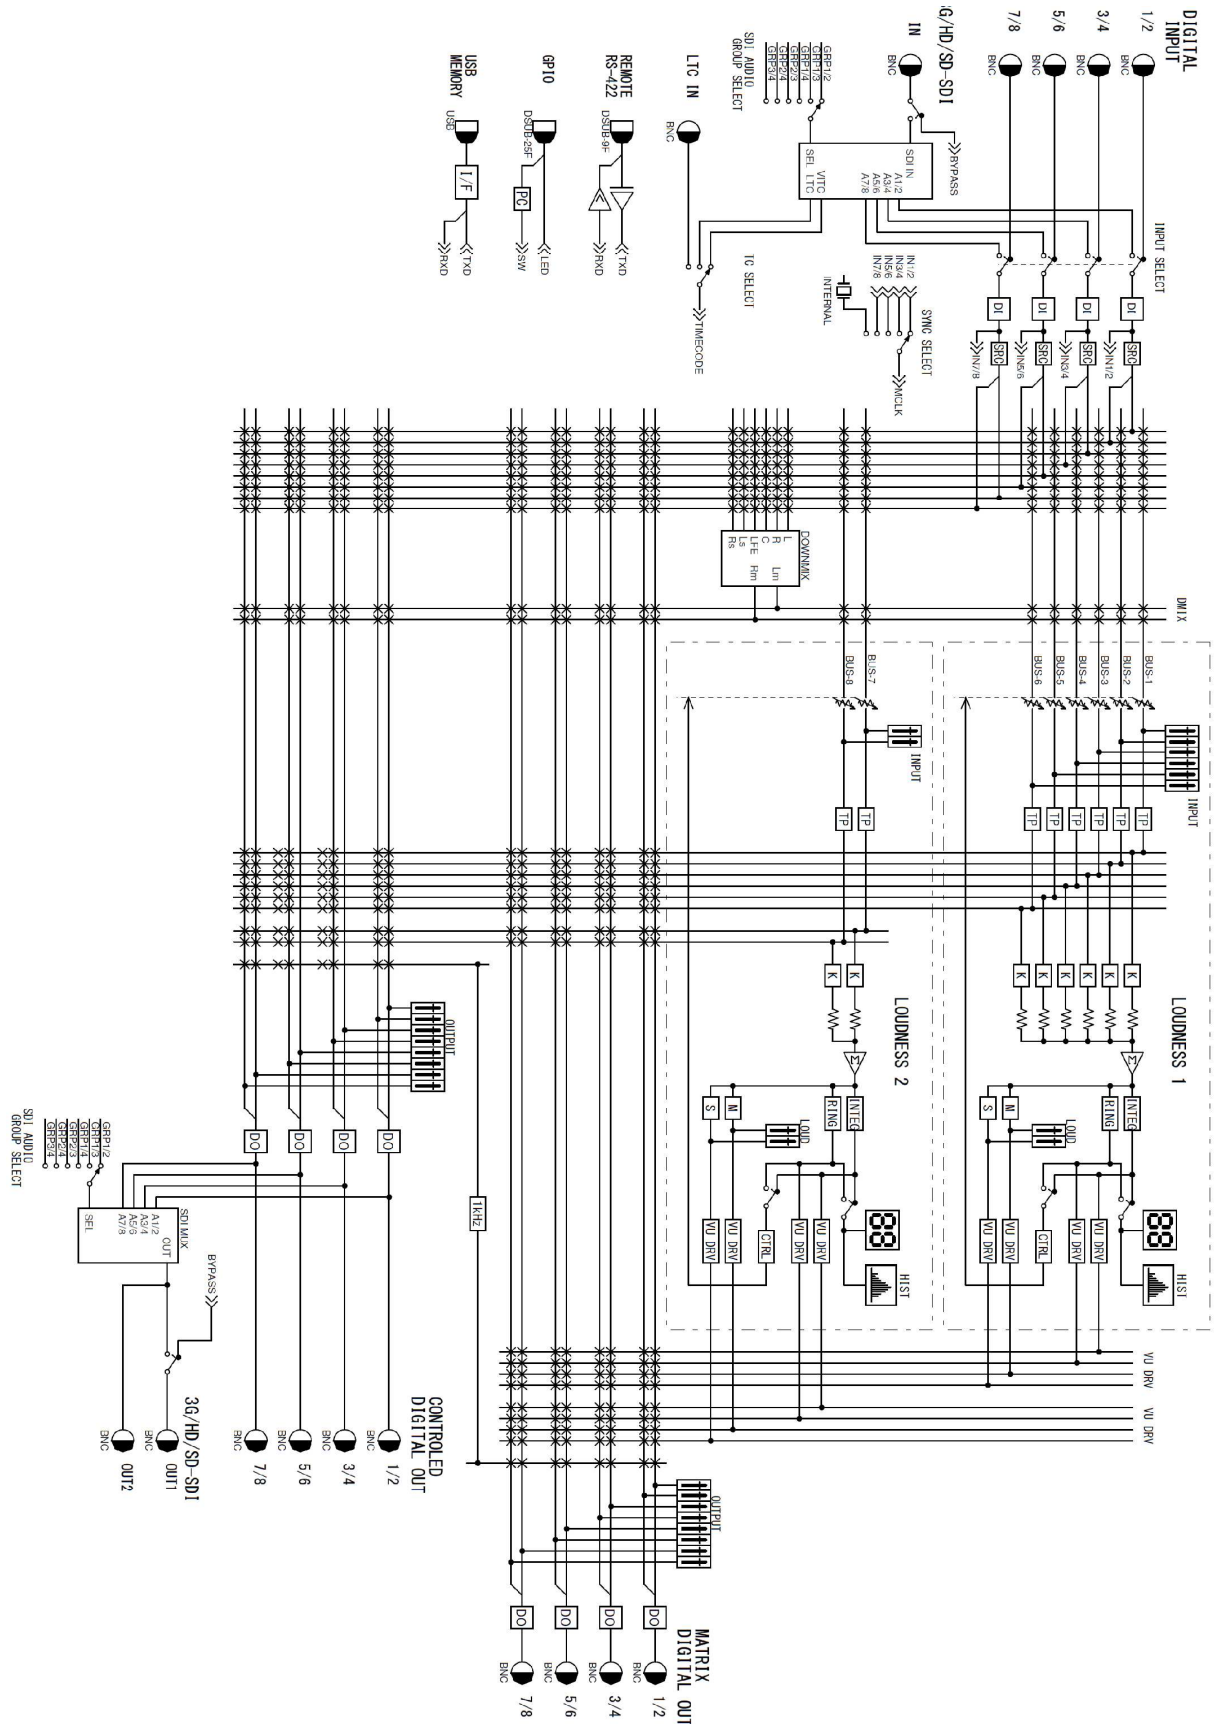 DIGITAL
INPUT
1/2
BNC
3/4
BNC
5/6
BNC
7/8
BNC
3G/HD/SD-SDI
IN
BNC
BYPASS
SDI AUDIO
GROUP SELECT
GRP1/2
GRP1/3
GRP1/4
GRP2/3
GRP2/4
GRP3/4
SDI IN
SEL
A1/2
A3/4
A5/6
A7/8
VITC
LTC
LTC IN
BNC
REMOTE
RS-422
DSUB-9F
TXD
RXD
GPIO
DSUB-25F
PC
LED
SW
USB
MEMORY
USB
I/F
TXD
RXD
TC SELECT
TIMECODE
INPUT SELECT
DI
DI
DI
DI
SRC
SRC
SRC
SRC
IN1/2
IN3/4
IN5/6
IN7/8
SYNC SELECT
IN1/2
IN3/4
IN5/6
IN7/8
INTERNAL
MCLK
DOWNMIX
L
R
C
LFE
Ls
Rs
Lm
Rm
DMIX
BUS-1
BUS-2
BUS-3
BUS-4
BUS-5
BUS-6
BUS-7
BUS-8
INPUT
INPUT
TP
TP
TP
TP
TP
TP
TP
TP
K
K
K
K
K
K
K
K
LOUDNESS 1
Σ
INTEG
RING
M
S
LOUD
VU DRV
VU DRV
CTRL
VU DRV
VU DRV
88
HIST
LOUDNESS 2
Σ
INTEG
RING
M
S
LOUD
VU DRV
VU DRV
CTRL
VU DRV
VU DRV
88
HIST
VU DRV
VU DRV
1kHz
OUTPUT
DO
DO
DO
DO
SDI AUDIO
GROUP SELECT
GRP1/2
GRP1/3
GRP1/4
GRP2/3
GRP2/4
GRP3/4
SDI MUX
A1/2
A3/4
A5/6
A7/8
OUT
SEL
BYPASS
CONTROLED
DIGITAL OUT
1/2
BNC
3/4
BNC
5/6
BNC
7/8
BNC
3G/HD/SD-SDI
OUT1
BNC
OUT2
BNC
OUTPUT
DO
DO
DO
DO
MATRIX
DIGITAL OUT
1/2
BNC
3/4
BNC
5/6
BNC
7/8
BNC